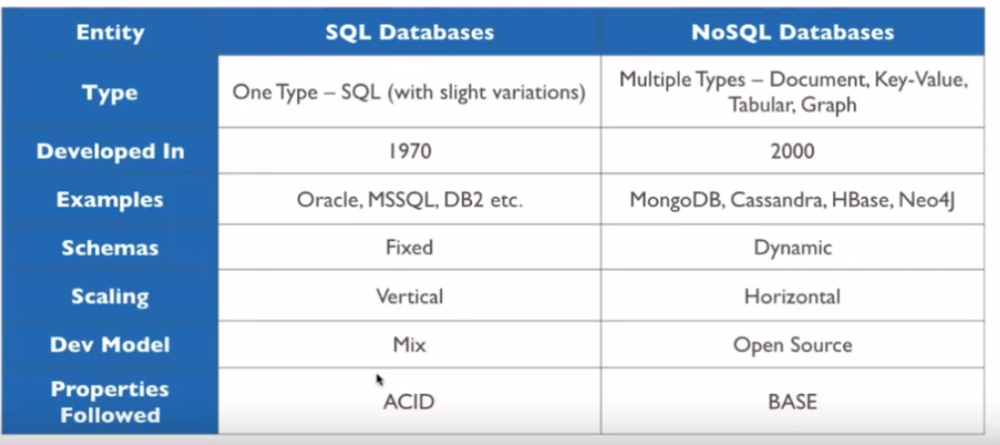 Entity SQL Databases NoSQL Databases
Type One Type – SQL (with slight variations) Multiple Types – Document, Key-Value,
Tabular, Graph
Developed In 1970 2000
Examples Oracle, MSSQL, DB2 etc. MongoDB, Cassandra, HBase, Neo4J
Schemas Fixed Dynamic
Scaling Vertical Horizontal
Dev Model Mix Open Source
Properties
Followed ACID BASE